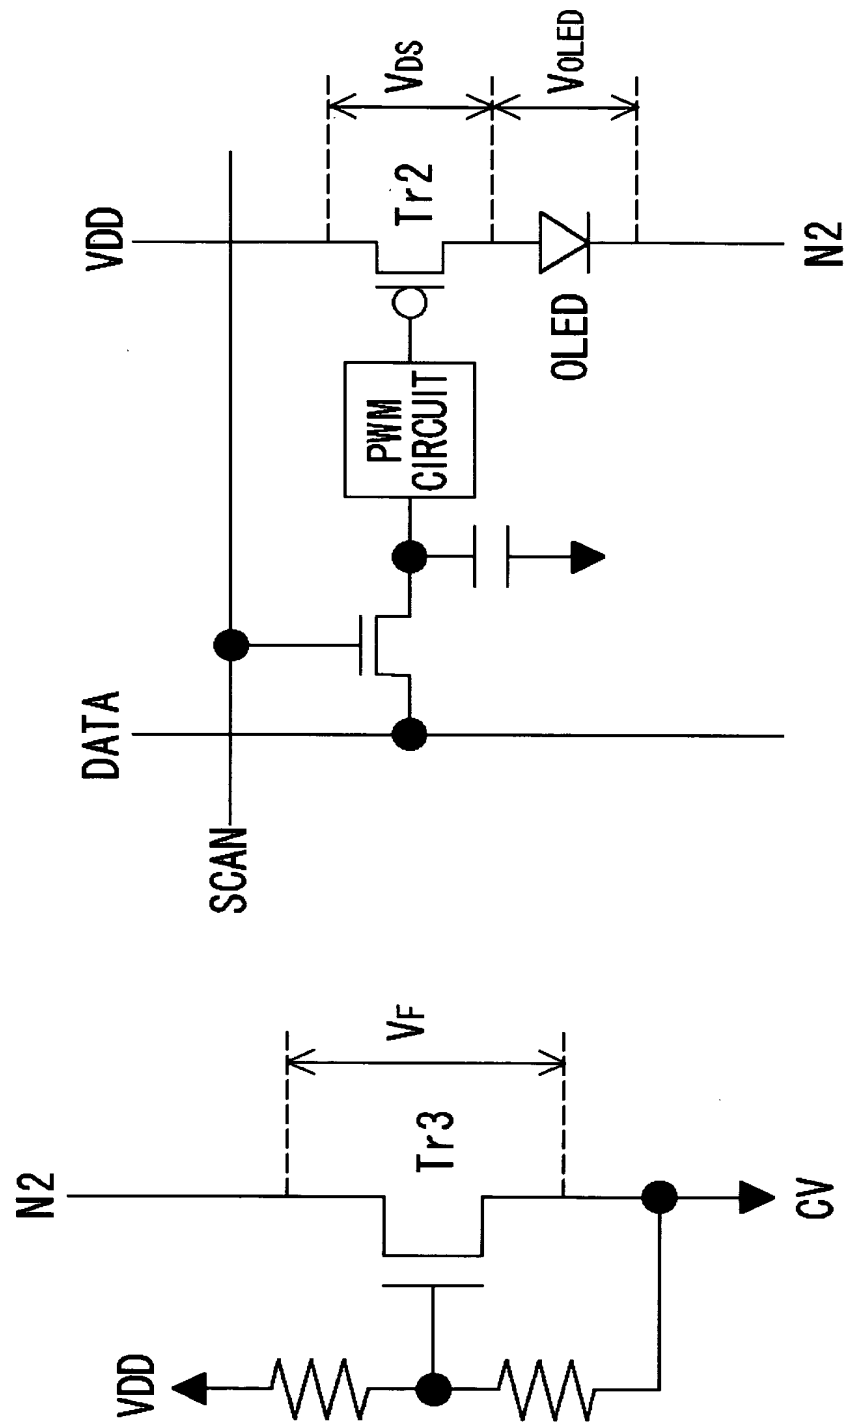 DATA
VDD
SCAN
PWM
CIRCUIT
Tr2
VDS
VOLED
OLED
N2
N2
VDD
Tr3
VF
CV